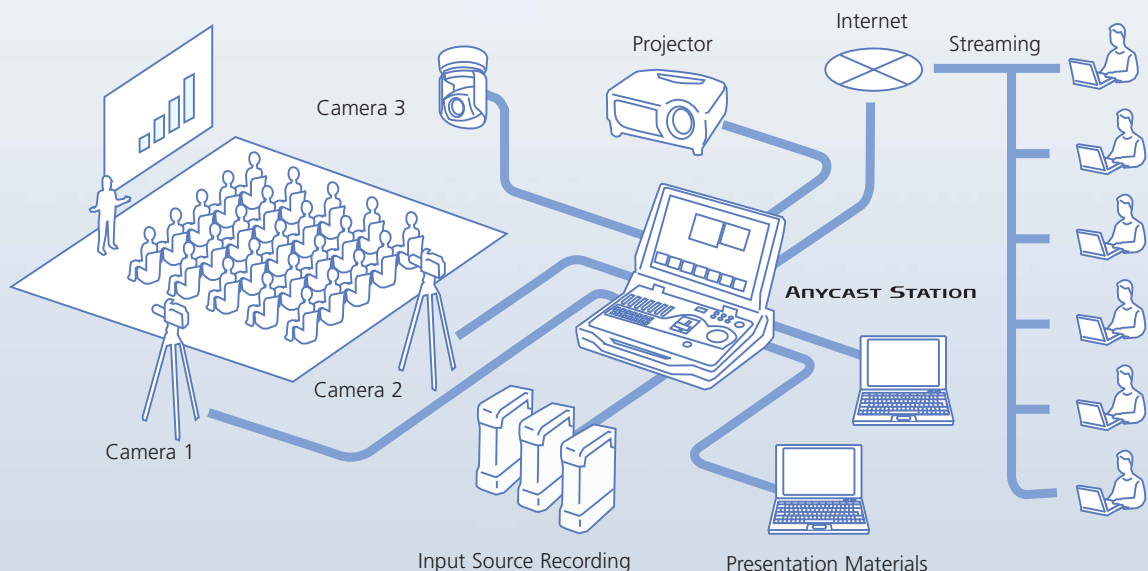 Internet
Projector
Streaming
Camera 3
Anycast Station
Camera 2
Camera 1
Input Source Recording
Presentation Materials